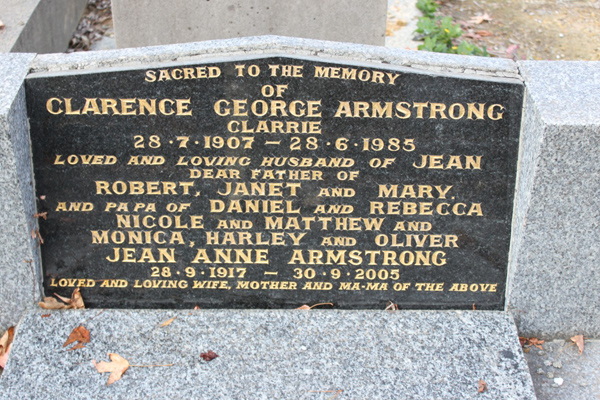 SACRED TO THE MEMORY
OF
CLARENCE GEORGE ARMSTRONG
CLARRIE
28·7·1907 — 28·6·1985
LOVED AND LOVING HUSBAND OF JEAN
DEAR FATHER OF
ROBERT, JANET AND MARY.
AND PAPA OF DANIEL AND REBECCA
NICOLE AND MATTHEW AND
MONICA, HARLEY AND OLIVER
JEAN ANNE ARMSTRONG
28·9·1917 — 30·9·2005
LOVED AND LOVING WIFE, MOTHER AND MA-MA OF THE ABOVE